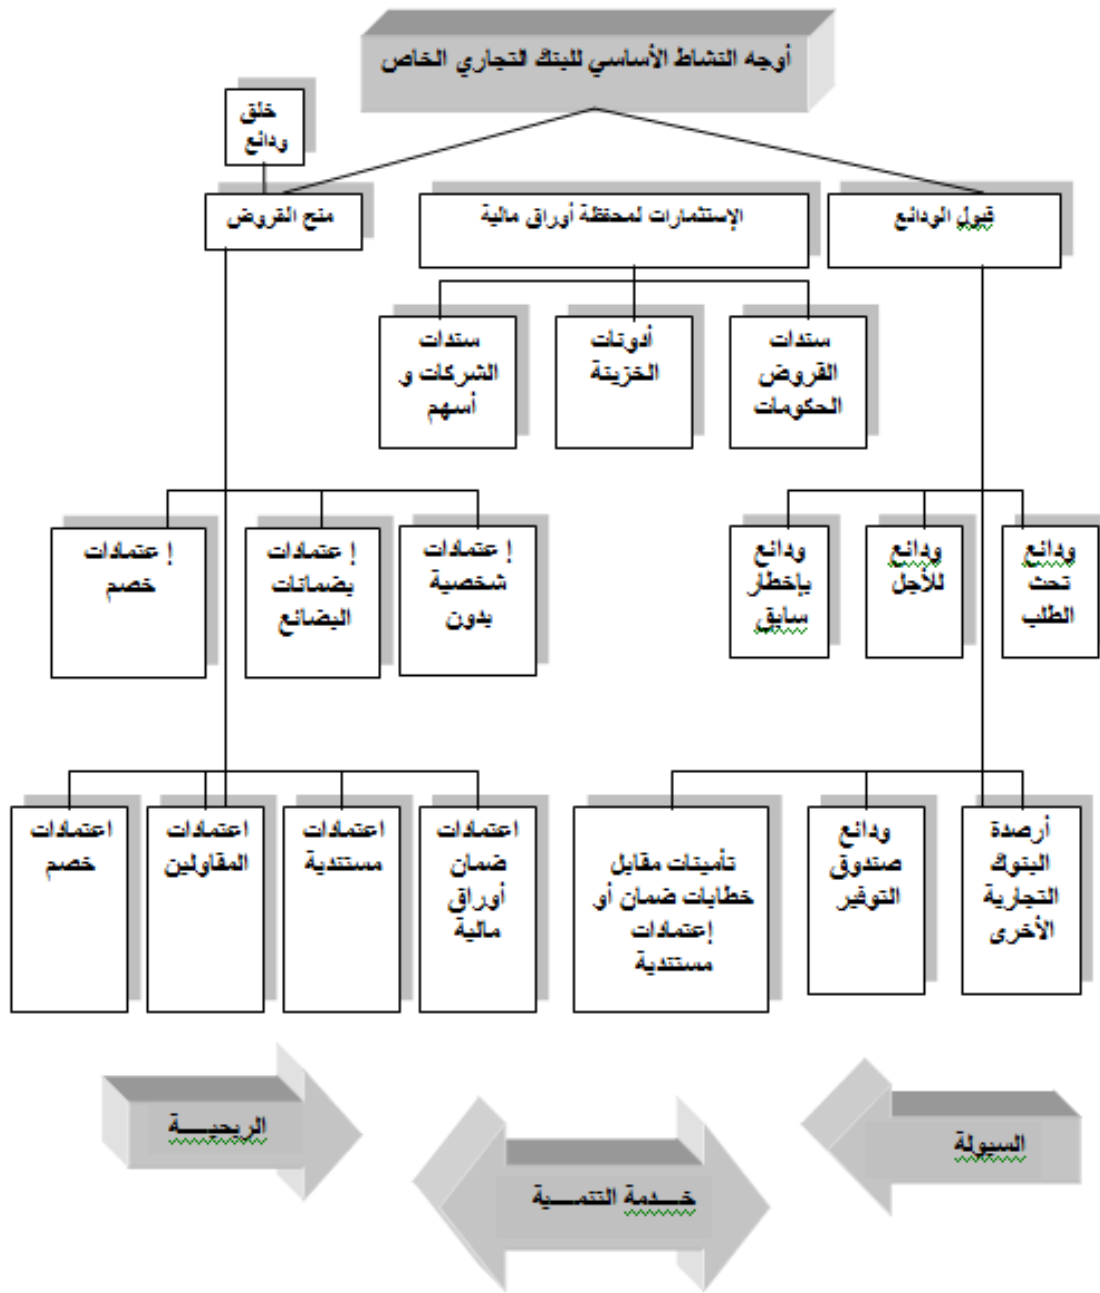 أوجه النشاط الأساسي للبنك التجاري الخاص
خلق
ودائع
قبول الودائع
الإستثمارات لمحفظة أوراق مالية
منح القروض
سندات
القروض
الحكومات
أدونات
الخزينة
سندات
الشركات و
أسهم
ودائع
تحث
الطلب
ودائع
للأجل
ودائع
بإخطار
سابق
إ عتمادات
شخصية
بدون
إ عتمادات
بضمانات
البضائع
إ عتمادات
خصم
أرصدة
البنوك
التجارية
الأخرى
ودائع
صندوق
التوفير
تأمينات مقابل
خطابات ضمان أو
إعتمادات
مستندية
اعتمادات
ضمان
أوراق
مالية
اعتمادات
مستندية
اعتمادات
المقاولين
اعتمادات
خصم
السيولة
خـــدمة التنمـــية
الربحيـــــة